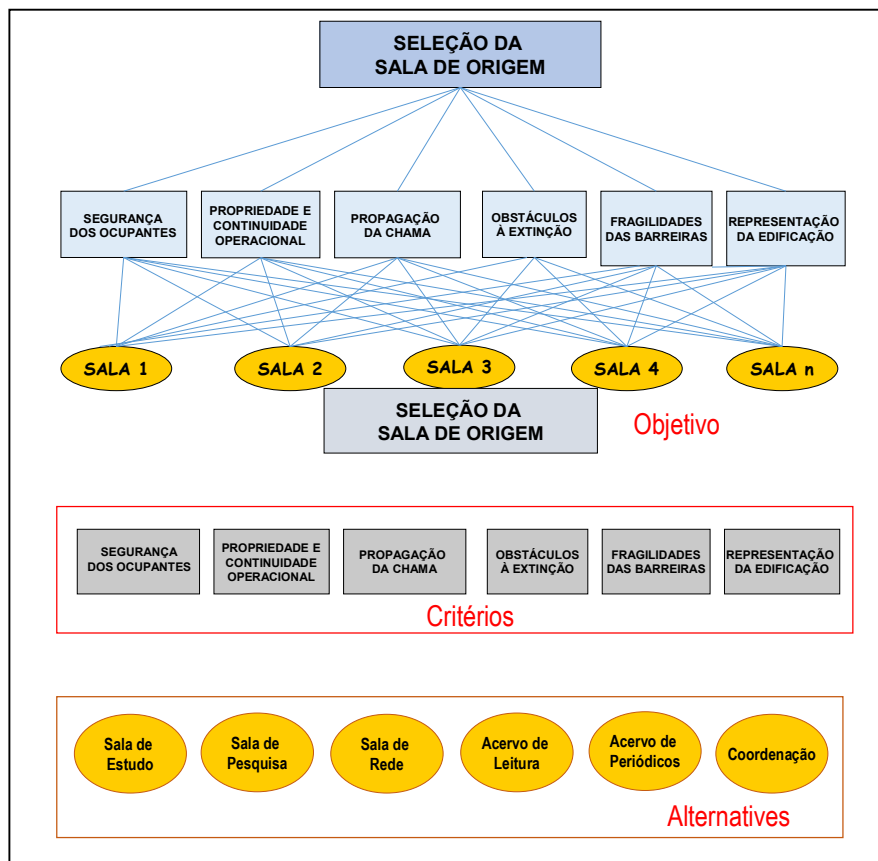 SELEÇÃO DA
SALA DE ORIGEM
SEGURANÇA
DOS OCUPANTES
PROPRIEDADE E
CONTINUIDADE
OPERACIONAL
PROPAGAÇÃO
DA CHAMA
OBSTÁCULOS
À EXTINÇÃO
FRAGILIDADES
DAS BARREIRAS
REPRESENTAÇÃO
DA EDIFICAÇÃO
SALA 1
SALA 2
SALA 3
SALA 4
SALA n
SELEÇÃO DA
SALA DE ORIGEM
Objetivo
SEGURANÇA
DOS OCUPANTES
PROPRIEDADE E
CONTINUIDADE
OPERACIONAL
PROPAGAÇÃO
DA CHAMA
OBSTÁCULOS
À EXTINÇÃO
FRAGILIDADES
DAS BARREIRAS
REPRESENTAÇÃO
DA EDIFICAÇÃO
Critérios
Sala de
Estudo
Sala de
Pesquisa
Sala de
Rede
Acervo de
Leitura
Acervo de
Periódicos
Coordenação
Alternatives